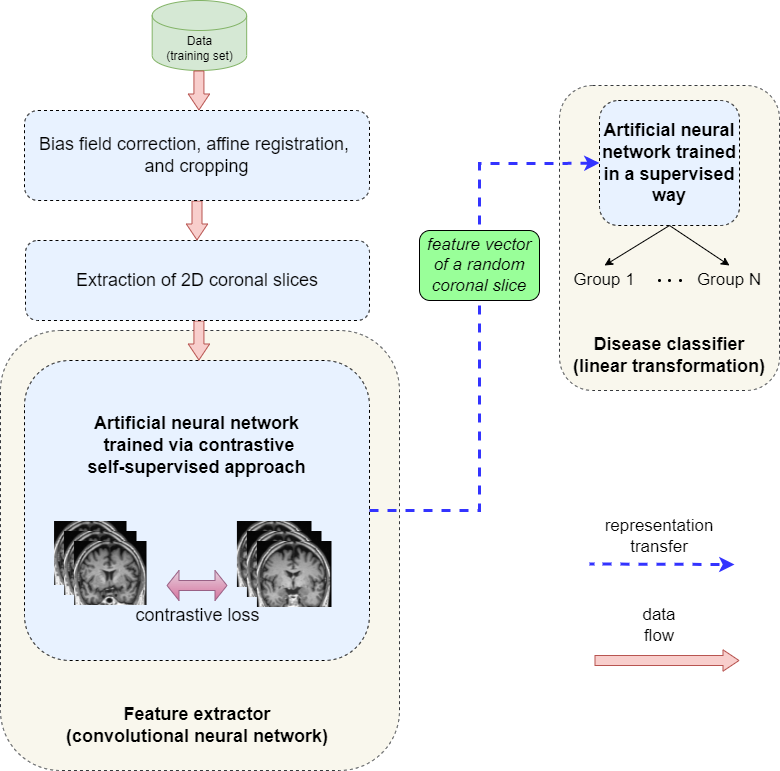 Data
(training set)
Bias field correction, affine registration,
and cropping
Extraction of 2D coronal slices
Artificial neural network
trained via contrastive
self-supervised approach
contrastive loss
Feature extractor
(convolutional neural network)
feature vector
of a random
coronal slice
Artificial neural
network trained
in a supervised
way
Group 1 ... Group N
Disease classifier
(linear transformation)
representation
transfer
data
flow